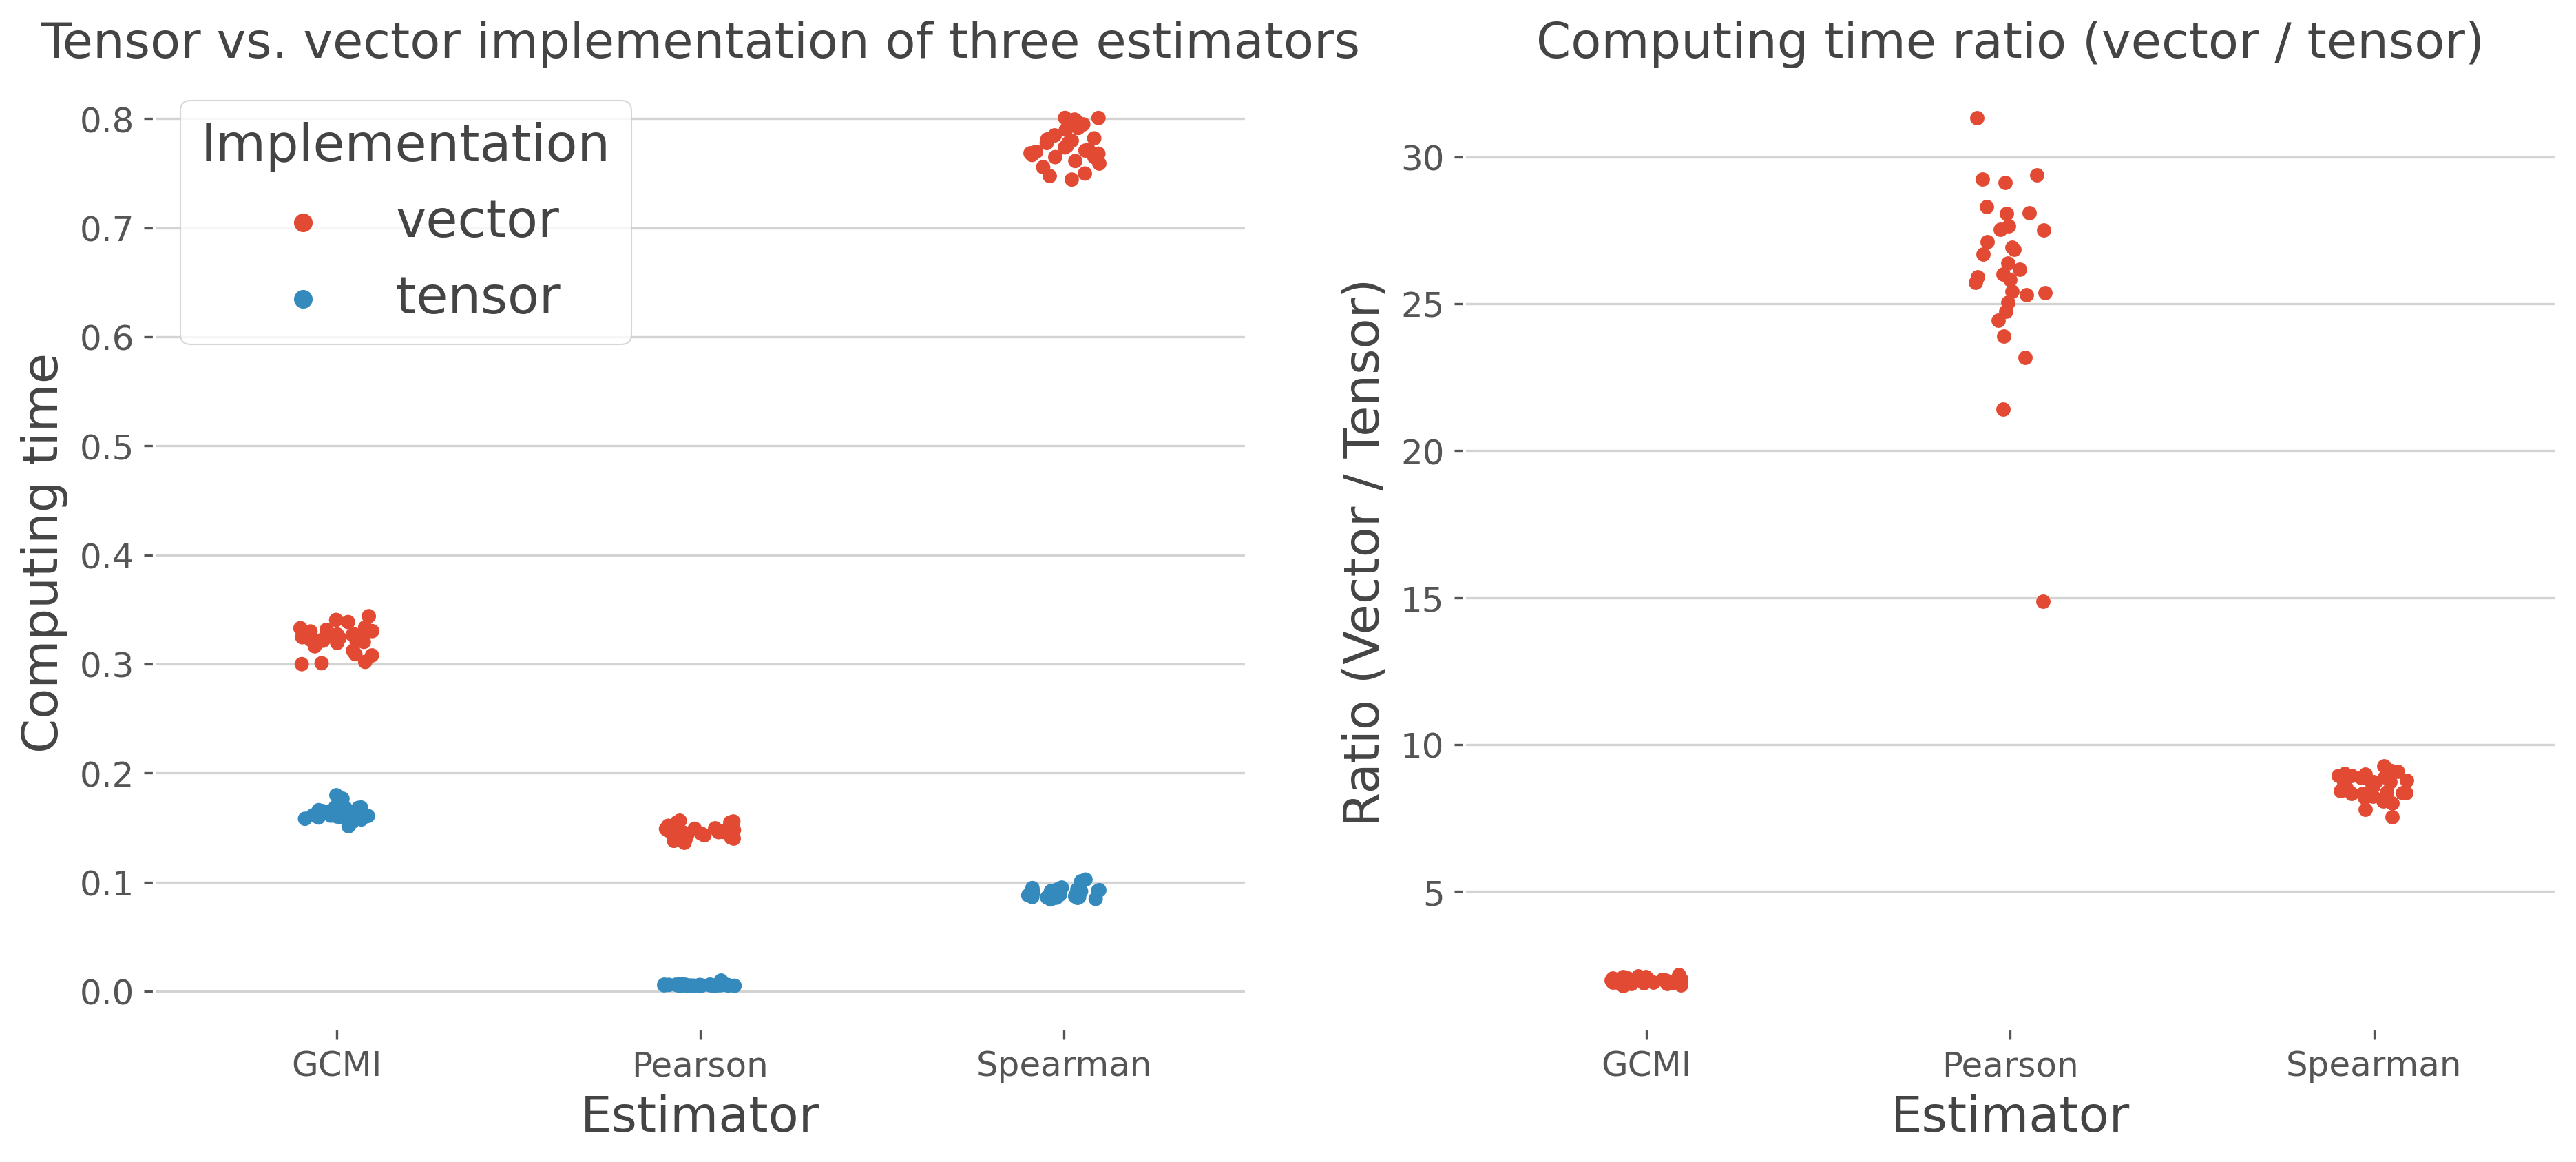 Tensor vs. vector implementation of three estimators
Implementation
vector
tensor
Computing time
0.8
0.7
0.6
0.5
0.4
0.3
0.2
0.1
0.0
GCMI
Pearson
Spearman
Estimator
Computing time ratio (vector / tensor)
Ratio (Vector / Tensor)
30
25
20
15
10
5
GCMI
Pearson
Spearman
Estimator